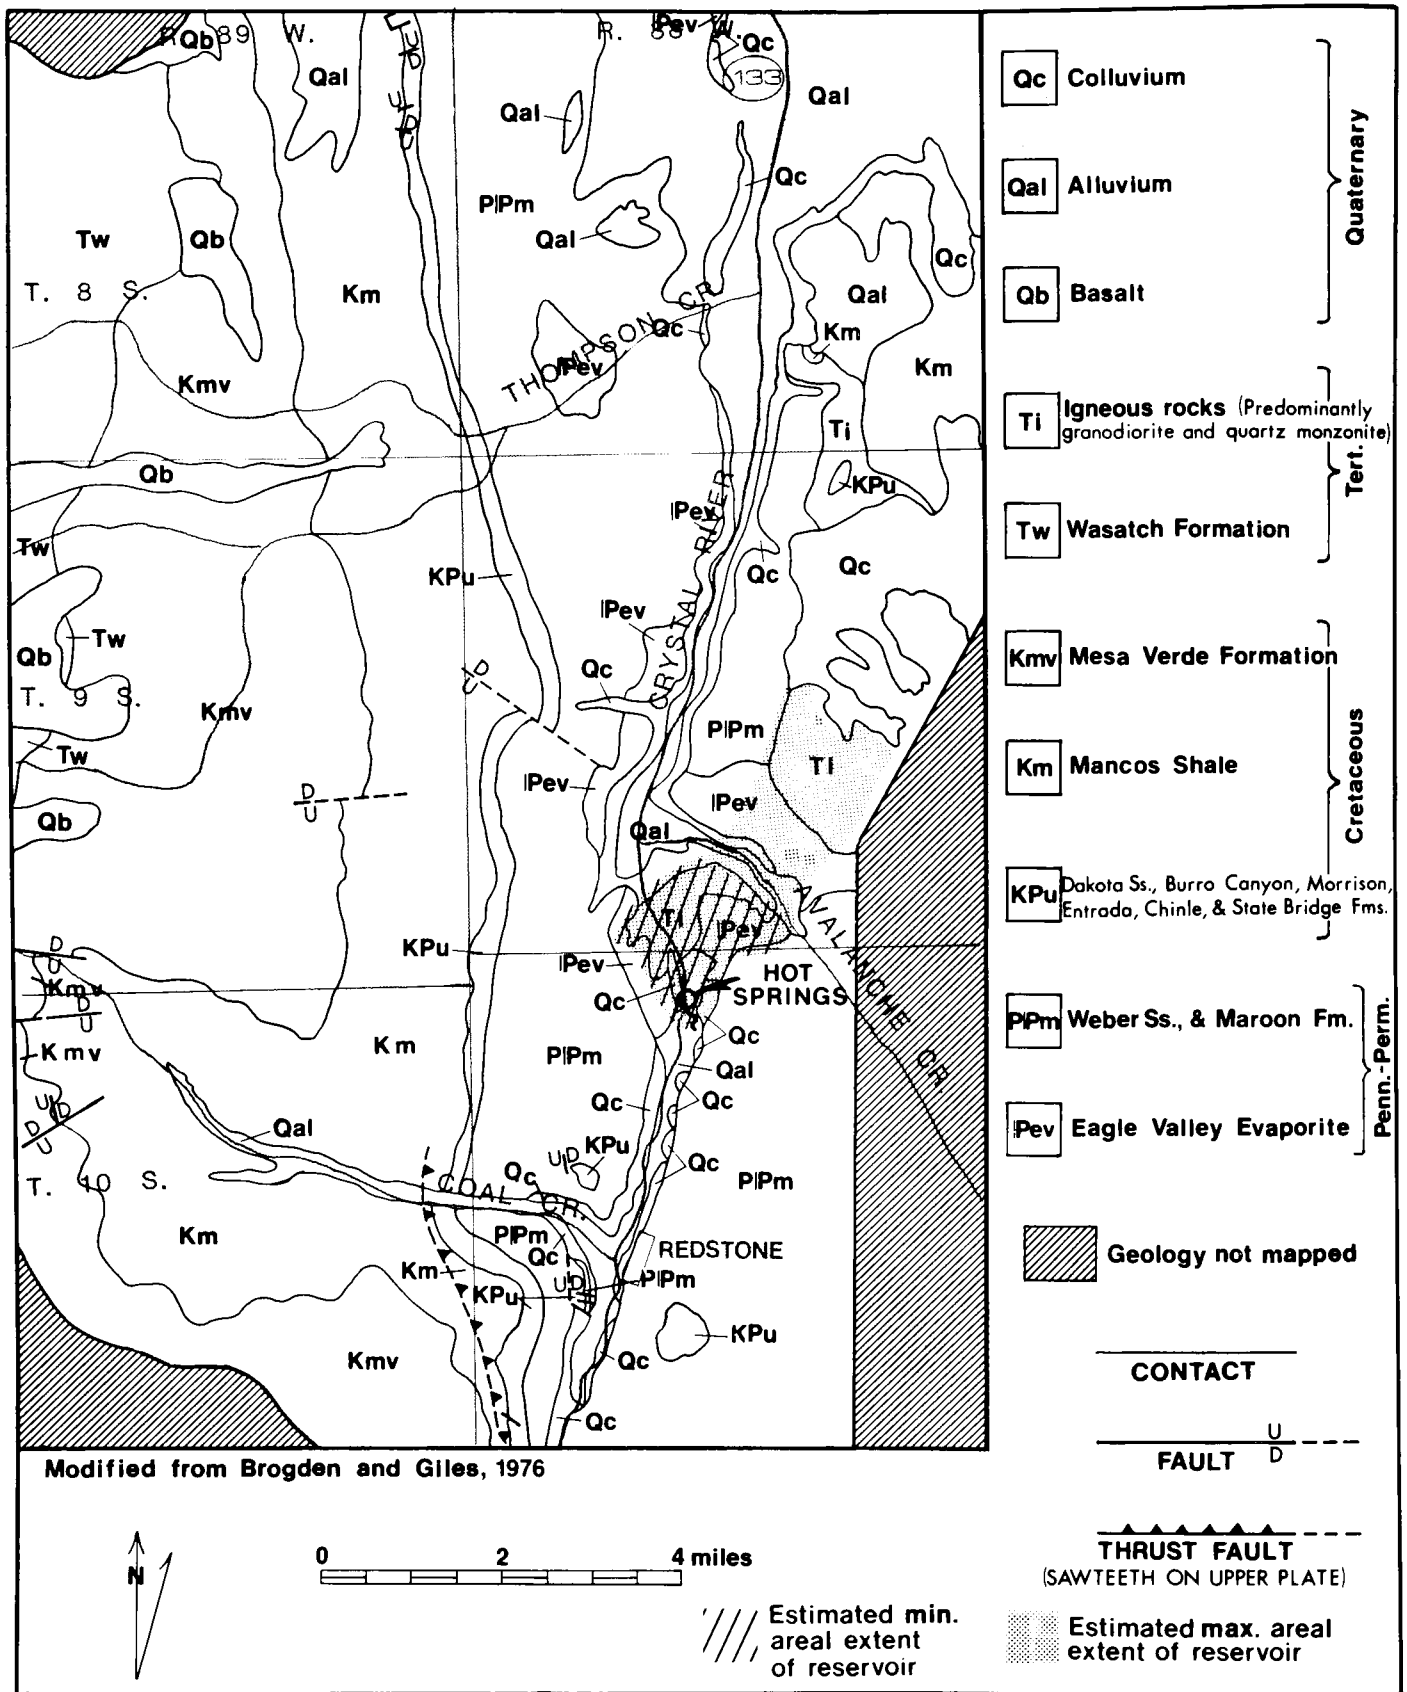 R. 89 W.
R. 88 W.
Qb
Qal
U
D
U
D
IPev
Qc
133
Qal
Qal
Qc
PIPm
Tw
Qb
Qal
Qc
T. 8 S.
Km
Qal
THOMPSON CR.
Qc
Km
IPev
Km
Kmv
Ti
Qb
KPu
IPev
Tw
KPu
Qc
Qc
IPev
CRYSTAL RIVER
Tw
Qb
D
U
Qc
T. 9 S.
Kmv
PIPm
Tw
TI
IPev
IPev
D
U
Qb
Qal
AVALANCHE CR.
Ti
IPev
KPu
D
U
IPev
HOT
SPRINGS
Kmv
Qc
D
U
Qc
Kmv
Km
PIPm
Qal
Qc
Qc
U D
D U
Qal
KPu
U D
Qc
Qc
T. 10 S.
COAL CR.
PIPm
Km
PIPm
Qc
REDSTONE
Km
U D
PIPm
KPu
KPu
Kmv
Qc
Qc
Modified from Brogden and Giles, 1976
N
0 2 4 miles
Estimated min.
areal extent
of reservoir
Estimated max. areal
extent of reservoir
Qc Colluvium
Qal Alluvium
Qb Basalt
Quaternary
Ti Igneous rocks (Predominantly
granodiorite and quartz monzonite)
Tw Wasatch Formation
Tert.
Kmv Mesa Verde Formation
Km Mancos Shale
KPu Dakota Ss., Burro Canyon, Morrison,
Entrada, Chinle, & State Bridge Fms.
Cretaceous
PIPm Weber Ss., & Maroon Fm.
IPev Eagle Valley Evaporite
Penn.-Perm.
Geology not mapped
CONTACT
U
FAULT D
THRUST FAULT
(SAWTEETH ON UPPER PLATE)